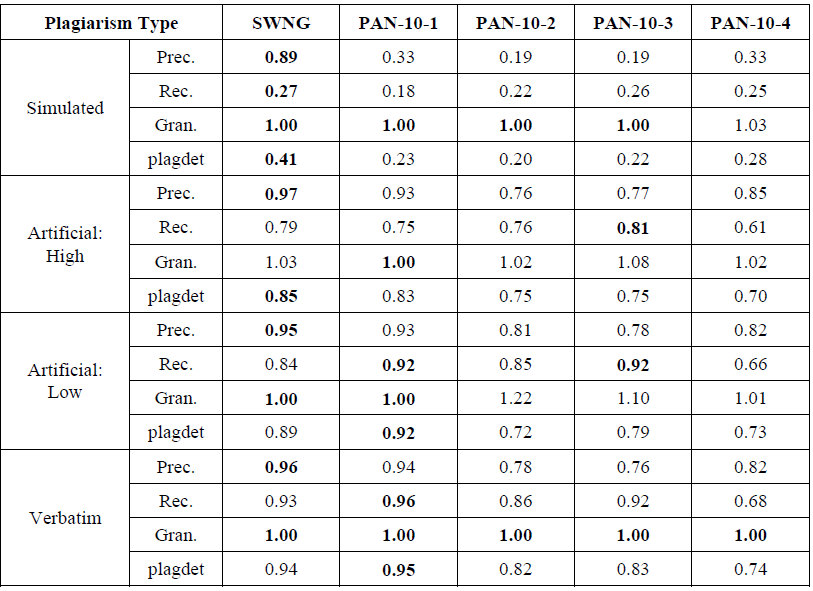 Plagiarism Type SWNG PAN-10-1 PAN-10-2 PAN-10-3 PAN-10-4
Simulated
Prec. 0.89 0.33 0.19 0.19 0.33
Rec. 0.27 0.18 0.22 0.26 0.25
Gran. 1.00 1.00 1.00 1.00 1.03
plagdet 0.41 0.23 0.20 0.22 0.28
Artificial:
High
Prec. 0.97 0.93 0.76 0.77 0.85
Rec. 0.79 0.75 0.76 0.81 0.61
Gran. 1.03 1.00 1.02 1.08 1.02
plagdet 0.85 0.83 0.75 0.75 0.70
Artificial:
Low
Prec. 0.95 0.93 0.81 0.78 0.82
Rec. 0.84 0.92 0.85 0.92 0.66
Gran. 1.00 1.00 1.22 1.10 1.01
plagdet 0.89 0.92 0.72 0.79 0.73
Verbatim
Prec. 0.96 0.94 0.78 0.76 0.82
Rec. 0.93 0.96 0.86 0.92 0.68
Gran. 1.00 1.00 1.00 1.00 1.00
plagdet 0.94 0.95 0.82 0.83 0.74